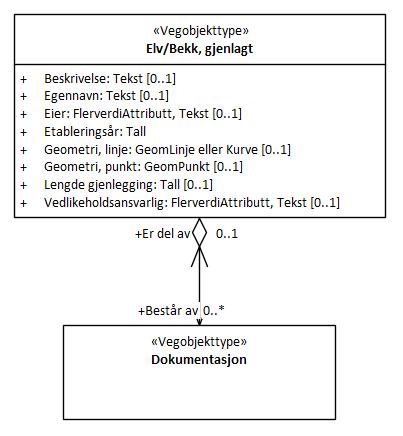 «Vegobjekttype»
Elv/Bekk, gjenlagt
+ Beskrivelse: Tekst [0..1]
+ Egennavn: Tekst [0..1]
+ Eier: FlerverdiAttributt, Tekst [0..1]
+ Etableringsår: Tall
+ Geometri, linje: GeomLinje eller Kurve [0..1]
+ Geometri, punkt: GeomPunkt [0..1]
+ Lengde gjenlegging: Tall [0..1]
+ Vedlikeholdsansvarlig: FlerverdiAttributt, Tekst [0..1]
+Er del av 0..1
+Består av 0..*
«Vegobjekttype»
Dokumentasjon